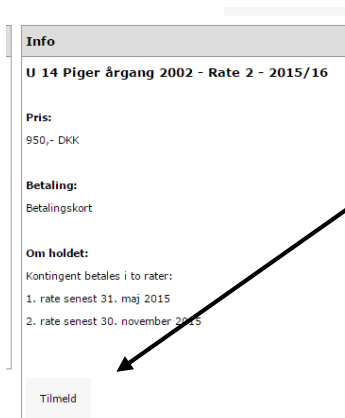 Info
U 14 Piger årgang 2002 - Rate 2 - 2015/16
Pris:
950,- DKK
Betaling:
Betalingskort
Om holdet:
Kontingent betales i to rater:
1. rate senest 31. maj 2015
2. rate senest 30. november 2015
Tilmeld